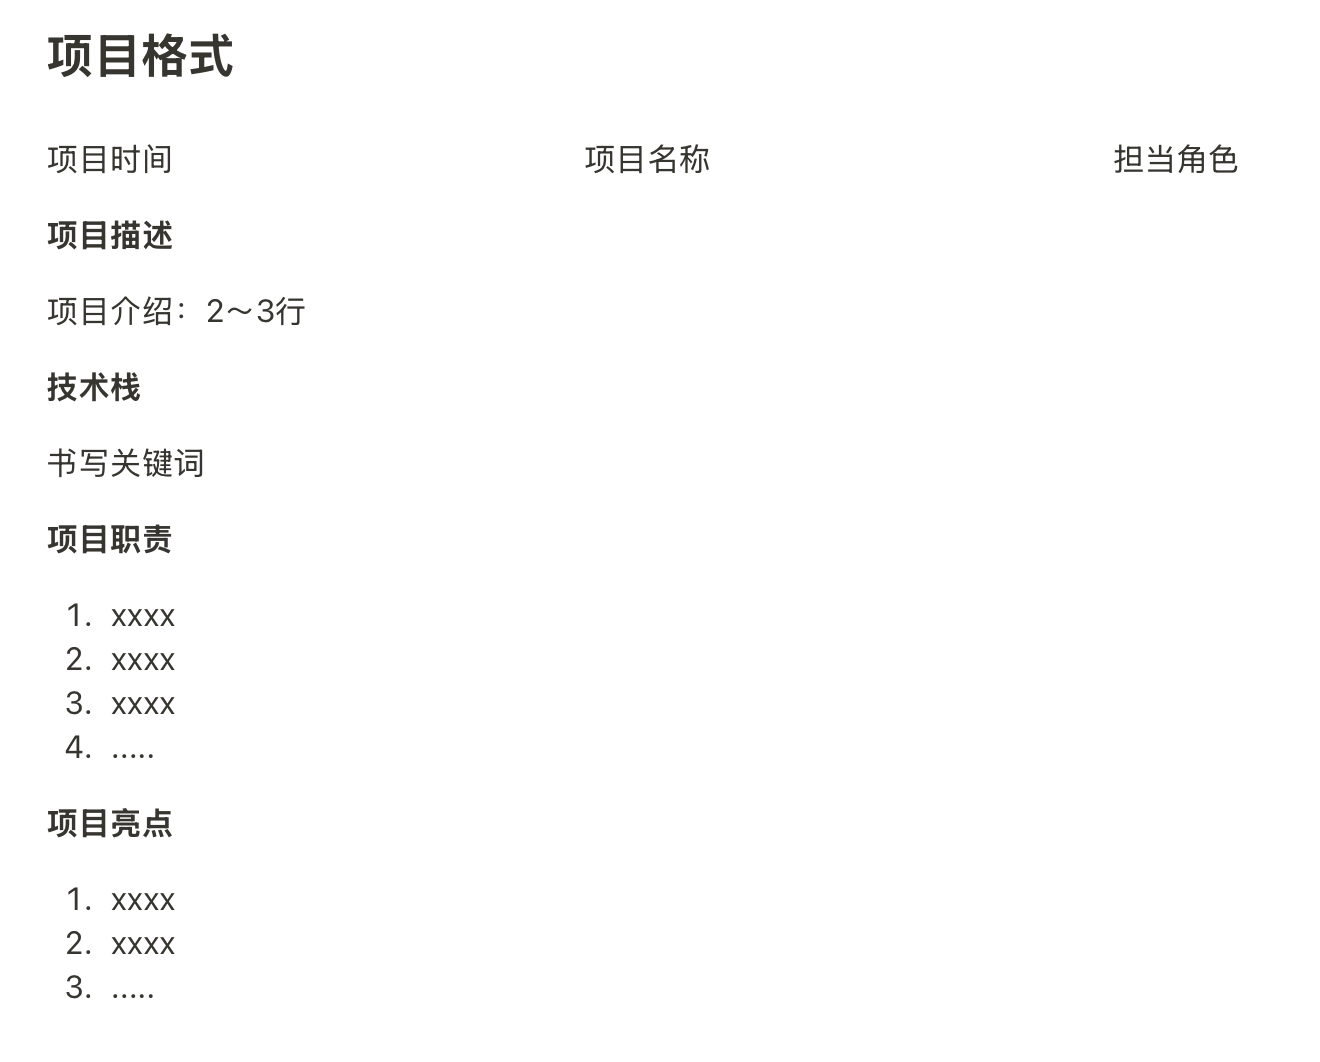 项目格式
项目时间 项目名称 担当角色
项目描述
项目介绍：2～3行
技术栈
书写关键词
项目职责
1. xxxx
2. xxxx
3. xxxx
4. .....
项目亮点
1. xxxx
2. xxxx
3. .....